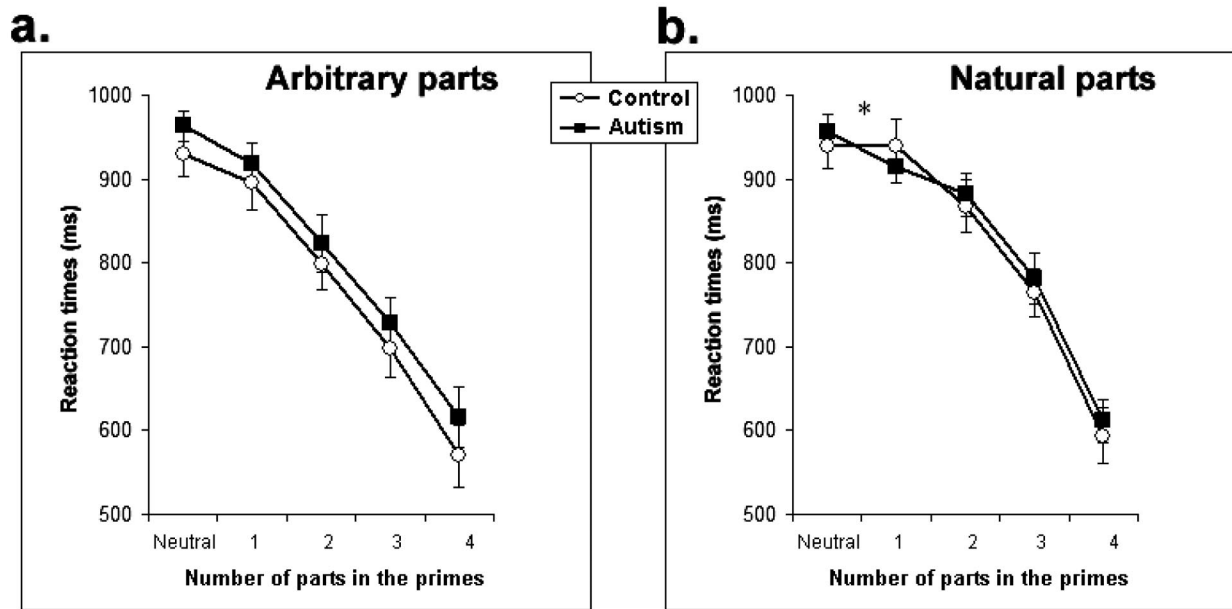 a.
Arbitrary parts
1000
900
800
700
600
500
Reaction times (ms)
Neutral 1 2 3 4
Number of parts in the primes
Control
Autism
b.
Natural parts
*
1000
900
800
700
600
500
Reaction times (ms)
Neutral 1 2 3 4
Number of parts in the primes